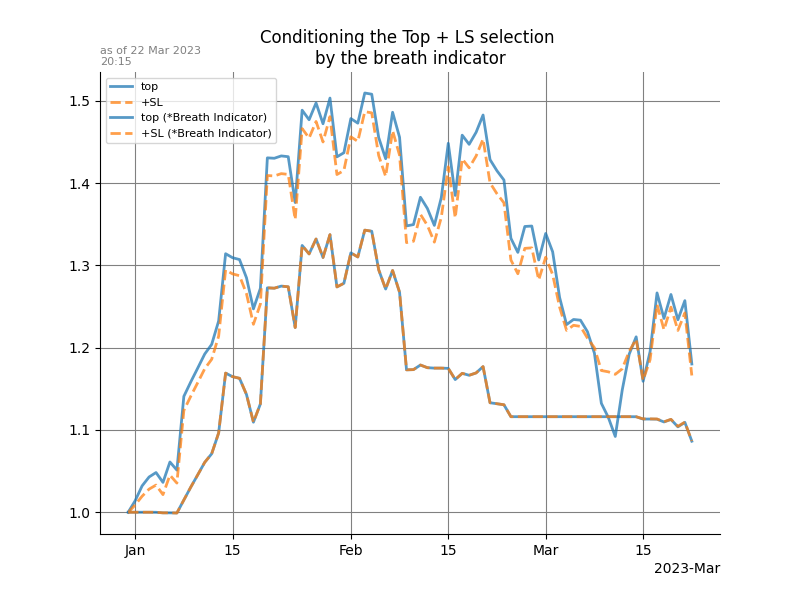 Conditioning the Top + LS selection
by the breath indicator
as of 22 Mar 2023
20:15
top
+SL
top (*Breath Indicator)
+SL (*Breath Indicator)
1.5
1.4
1.3
1.2
1.1
1.0
Jan 15 Feb 15 Mar 15
2023-Mar